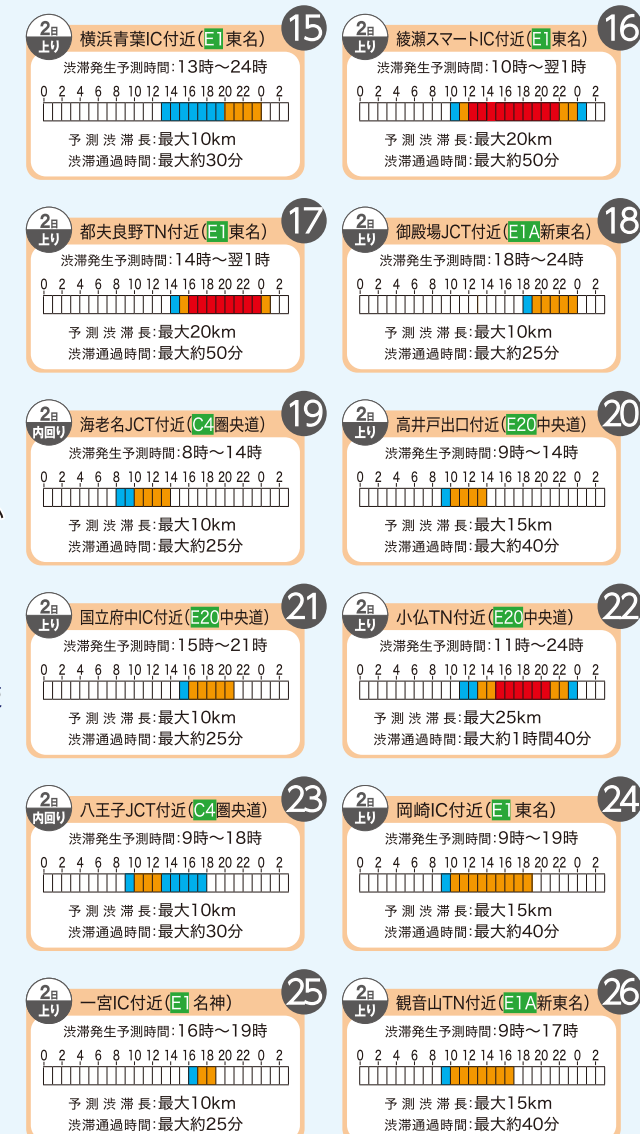 2日
上り
横浜青葉IC付近(E1東名)
15
渋滞発生予測時間:13時～24時
0 2 4 6 8 10 12 14 16 18 20 22 0 2
予測渋滞長:最大10km
渋滞通過時間:最大約30分
2日
上り
綾瀬スマートIC付近(E1東名)
16
渋滞発生予測時間:10時～翌1時
0 2 4 6 8 10 12 14 16 18 20 22 0 2
予測渋滞長:最大20km
渋滞通過時間:最大約50分
2日
上り
都夫良野TN付近(E1東名)
17
渋滞発生予測時間:14時～翌1時
0 2 4 6 8 10 12 14 16 18 20 22 0 2
予測渋滞長:最大20km
渋滞通過時間:最大約50分
2日
上り
御殿場JCT付近(E1A新東名)
18
渋滞発生予測時間:18時～24時
0 2 4 6 8 10 12 14 16 18 20 22 0 2
予測渋滞長:最大10km
渋滞通過時間:最大約25分
2日
内回り
海老名JCT付近(C4圏央道)
19
渋滞発生予測時間:8時～14時
0 2 4 6 8 10 12 14 16 18 20 22 0 2
予測渋滞長:最大10km
渋滞通過時間:最大約25分
2日
上り
高井戸出口付近(E20中央道)
20
渋滞発生予測時間:9時～14時
0 2 4 6 8 10 12 14 16 18 20 22 0 2
予測渋滞長:最大15km
渋滞通過時間:最大約40分
2日
上り
国立府中IC付近(E20中央道)
21
渋滞発生予測時間:15時～21時
0 2 4 6 8 10 12 14 16 18 20 22 0 2
予測渋滞長:最大10km
渋滞通過時間:最大約25分
2日
上り
小仏TN付近(E20中央道)
22
渋滞発生予測時間:11時～24時
0 2 4 6 8 10 12 14 16 18 20 22 0 2
予測渋滞長:最大25km
渋滞通過時間:最大約1時間40分
2日
内回り
八王子JCT付近(C4圏央道)
23
渋滞発生予測時間:9時～18時
0 2 4 6 8 10 12 14 16 18 20 22 0 2
予測渋滞長:最大10km
渋滞通過時間:最大約30分
2日
上り
岡崎IC付近(E1東名)
24
渋滞発生予測時間:9時～19時
0 2 4 6 8 10 12 14 16 18 20 22 0 2
予測渋滞長:最大15km
渋滞通過時間:最大約40分
2日
上り
一宮IC付近(E1名神)
25
渋滞発生予測時間:16時～19時
0 2 4 6 8 10 12 14 16 18 20 22 0 2
予測渋滞長:最大10km
渋滞通過時間:最大約25分
2日
上り
観音山TN付近(E1A新東名)
26
渋滞発生予測時間:9時～17時
0 2 4 6 8 10 12 14 16 18 20 22 0 2
予測渋滞長:最大15km
渋滞通過時間:最大約40分